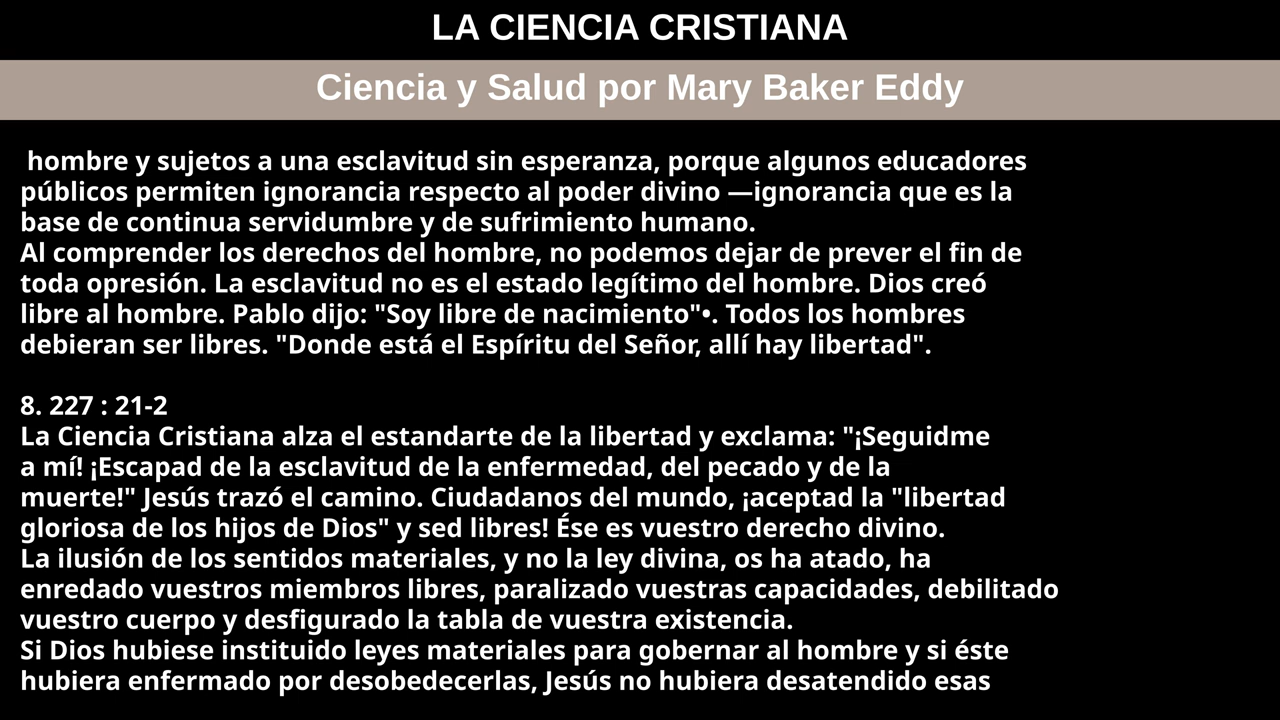 LA CIENCIA CRISTIANA
Ciencia y Salud por Mary Baker Eddy
hombre y sujetos a una esclavitud sin esperanza, porque algunos educadores
públicos permiten ignorancia respecto al poder divino —ignorancia que es la
base de continua servidumbre y de sufrimiento humano.
Al comprender los derechos del hombre, no podemos dejar de prever el fin de
toda opresión. La esclavitud no es el estado legítimo del hombre. Dios creó
libre al hombre. Pablo dijo: "Soy libre de nacimiento"•. Todos los hombres
debieran ser libres. "Donde está el Espíritu del Señor, allí hay libertad".
8. 227 : 21-2
La Ciencia Cristiana alza el estandarte de la libertad y exclama: "¡Seguidme
a mí! ¡Escapad de la esclavitud de la enfermedad, del pecado y de la
muerte!" Jesús trazó el camino. Ciudadanos del mundo, ¡aceptad la "libertad
gloriosa de los hijos de Dios" y sed libres! Ése es vuestro derecho divino.
La ilusión de los sentidos materiales, y no la ley divina, os ha atado, ha
enredado vuestros miembros libres, paralizado vuestras capacidades, debilitado
vuestro cuerpo y desfigurado la tabla de vuestra existencia.
Si Dios hubiese instituido leyes materiales para gobernar al hombre y si éste
hubiera enfermado por desobedecerlas, Jesús no hubiera desatendido esas